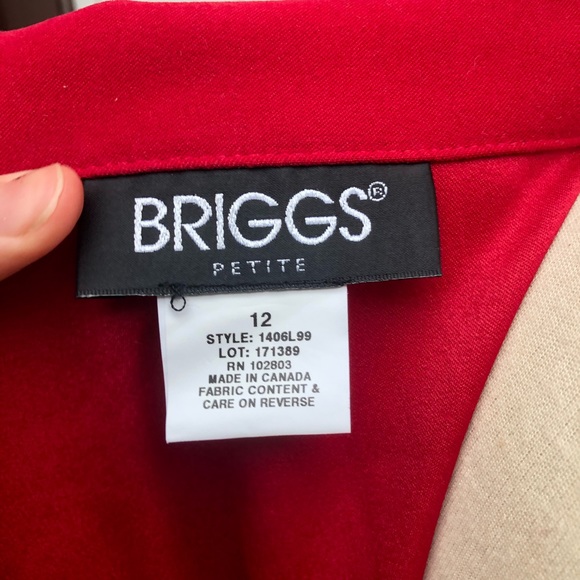 BRIGGS®
PETITE
12
STYLE: 1406L99
LOT: 171389
RN 102803
MADE IN CANADA
FABRIC CONTENT &
CARE ON REVERSE